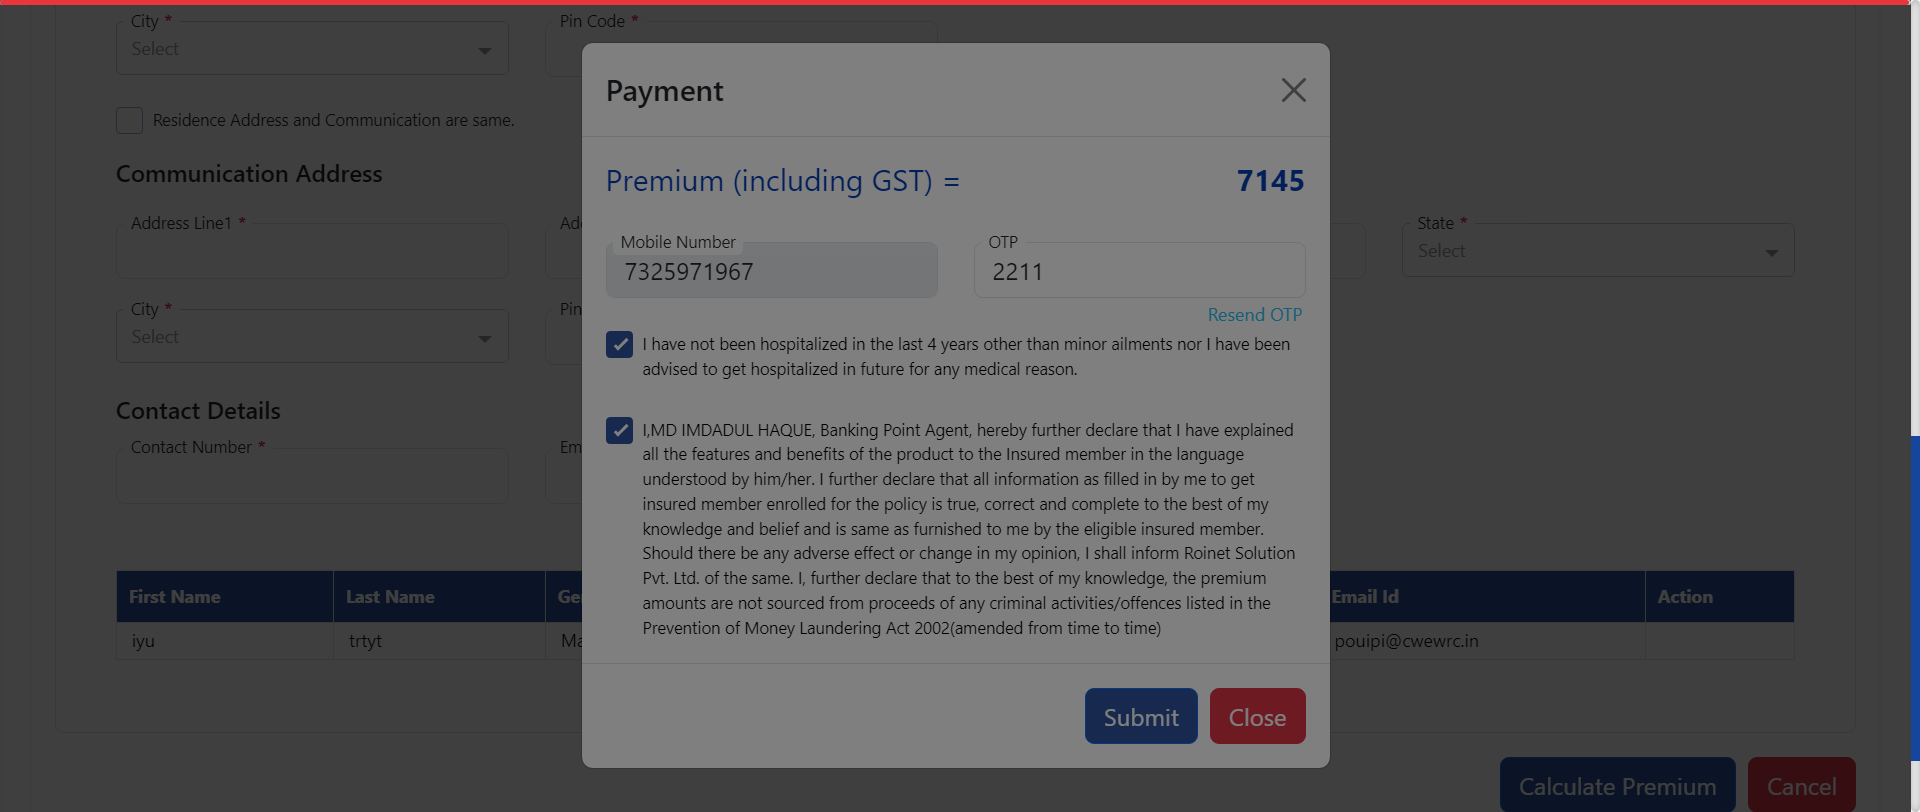 City *
Select
Pin Code *
Residence Address and Communication are same.
Communication Address
Address Line1 *
State *
Select
City *
Select
Pin
Contact Details
Contact Number *
First Name
Last Name
Email Id
Action
iyu
trtyt
pouipi@cwewrc.in
Calculate Premium
Cancel
Payment
Premium (including GST) =
7145
Mobile Number
7325971967
OTP
2211
Resend OTP
I have not been hospitalized in the last 4 years other than minor ailments nor I have been
advised to get hospitalized in future for any medical reason.
I,MD IMDADUL HAQUE, Banking Point Agent, hereby further declare that I have explained
all the features and benefits of the product to the Insured member in the language
understood by him/her. I further declare that all information as filled in by me to get
insured member enrolled for the policy is true, correct and complete to the best of my
knowledge and belief and is same as furnished to me by the eligible insured member.
Should there be any adverse effect or change in my opinion, I shall inform Roinet Solution
Pvt. Ltd. of the same. I, further declare that to the best of my knowledge, the premium
amounts are not sourced from proceeds of any criminal activities/offences listed in the
Prevention of Money Laundering Act 2002(amended from time to time)
Submit
Close